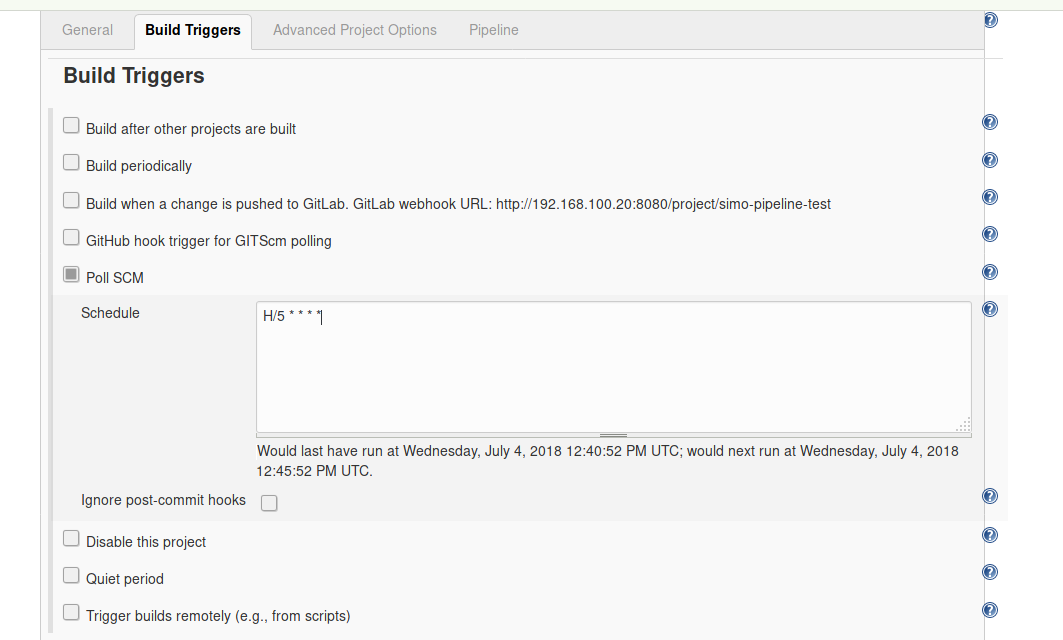 General Build Triggers Advanced Project Options Pipeline
Build Triggers
Build after other projects are built
Build periodically
Build when a change is pushed to GitLab. GitLab webhook URL: http://192.168.100.20:8080/project/simo-pipeline-test
GitHub hook trigger for GITScm polling
Poll SCM
Schedule
H/5 * * * *
Would last have run at Wednesday, July 4, 2018 12:40:52 PM UTC; would next run at Wednesday, July 4, 2018
12:45:52 PM UTC.
Ignore post-commit hooks
Disable this project
Quiet period
Trigger builds remotely (e.g., from scripts)